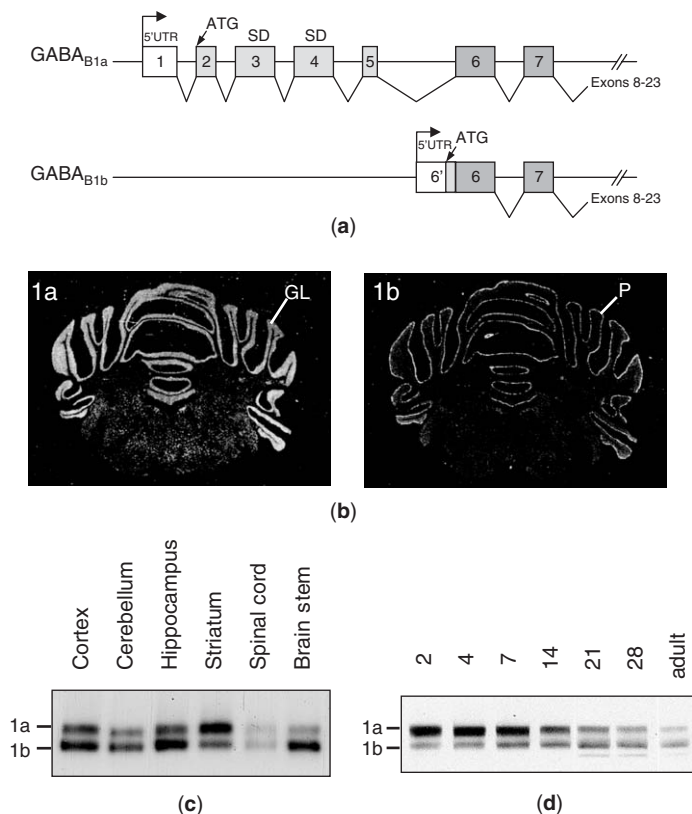 ATG
5'UTR SD SD
GABA_B1a 1 2 3 4 5 6 7
Exons 8-23
5'UTR ATG
GABA_B1b 6' 6 7
Exons 8-23
(a)
1a GL 1b P
(b)
Cortex Cerebellum Hippocampus Striatum Spinal cord Brain stem
1a
1b
(c)
2 4 7 14 21 28 adult
1a
1b
(d)